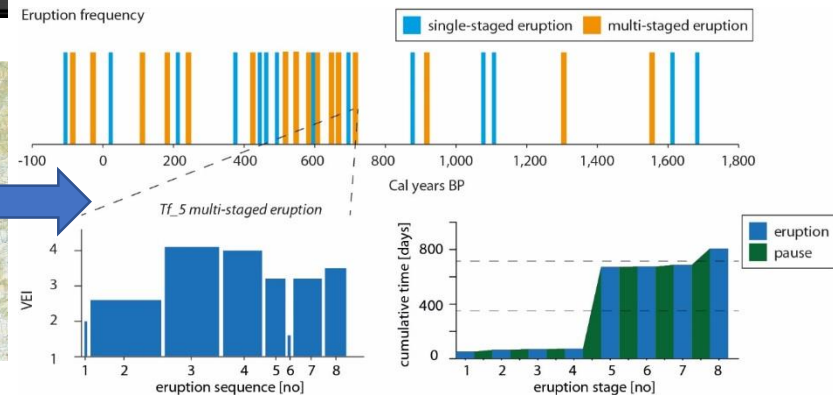 Eruption frequency
single-staged eruption multi-staged eruption
-100 0 200 400 600 800 1,000 1,200 1,400 1,600 1,800
Cal years BP
Tf_5 multi-staged eruption
VEI
4
3
2
1
1 2 3 4 5 6 7 8
eruption sequence [no]
cumulative time [days]
800
400
0
1 2 3 4 5 6 7 8
eruption stage [no]
eruption
pause